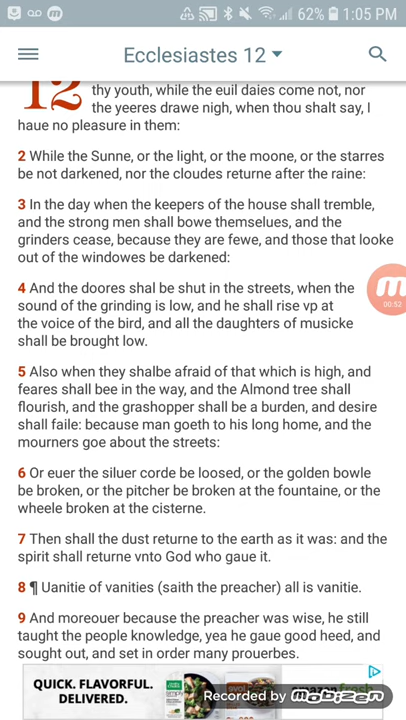 62% 1:05 PM
Ecclesiastes 12
12 thy youth, while the euil daies come not, nor
the yeeres drawe nigh, when thou shalt say, I
haue no pleasure in them:
2 While the Sunne, or the light, or the moone, or the starres
be not darkened, nor the cloudes returne after the raine:
3 In the day when the keepers of the house shall tremble,
and the strong men shall bowe themselues, and the
grinders cease, because they are fewe, and those that looke
out of the windowes be darkened:
4 And the doores shal be shut in the streets, when the
sound of the grinding is low, and he shall rise vp at
the voice of the bird, and all the daughters of musicke
shall be brought low.
00:52
5 Also when they shalbe afraid of that which is high, and
feares shall bee in the way, and the Almond tree shall
flourish, and the grashopper shall be a burden, and desire
shall faile: because man goeth to his long home, and the
mourners goe about the streets:
6 Or euer the siluer corde be loosed, or the golden bowle
be broken, or the pitcher be broken at the fountaine, or the
wheele broken at the cisterne.
7 Then shall the dust returne to the earth as it was: and the
spirit shall returne vnto God who gaue it.
8 ¶ Uanitie of vanities (saith the preacher) all is vanitie.
9 And moreouer because the preacher was wise, he still
taught the people knowledge, yea he gaue good heed, and
sought out, and set in order many prouerbes.
QUICK. FLAVORFUL.
DELIVERED.
Recorded by mobizen